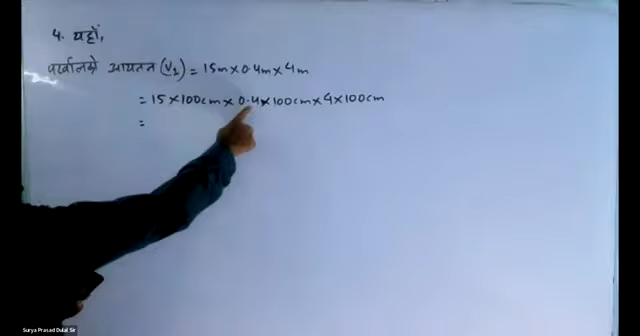 4. यहाँ,
पर्खालको आयतन (V₁) = 15m×0.4m×4m
= 15×100cm×0.4×100cm×4×100cm
=
Surya Prasad Dulal Sir